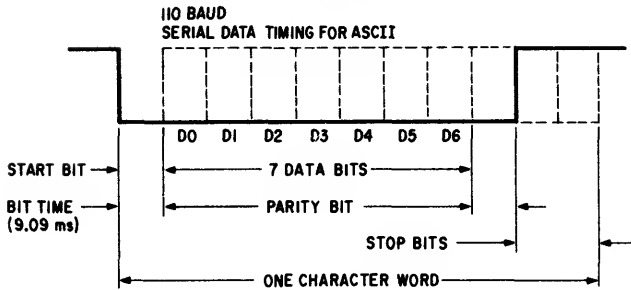 110 BAUD
SERIAL DATA TIMING FOR ASCII
D0 D1 D2 D3 D4 D5 D6
START BIT
7 DATA BITS
BIT TIME
(9.09 ms)
PARITY BIT
STOP BITS
ONE CHARACTER WORD